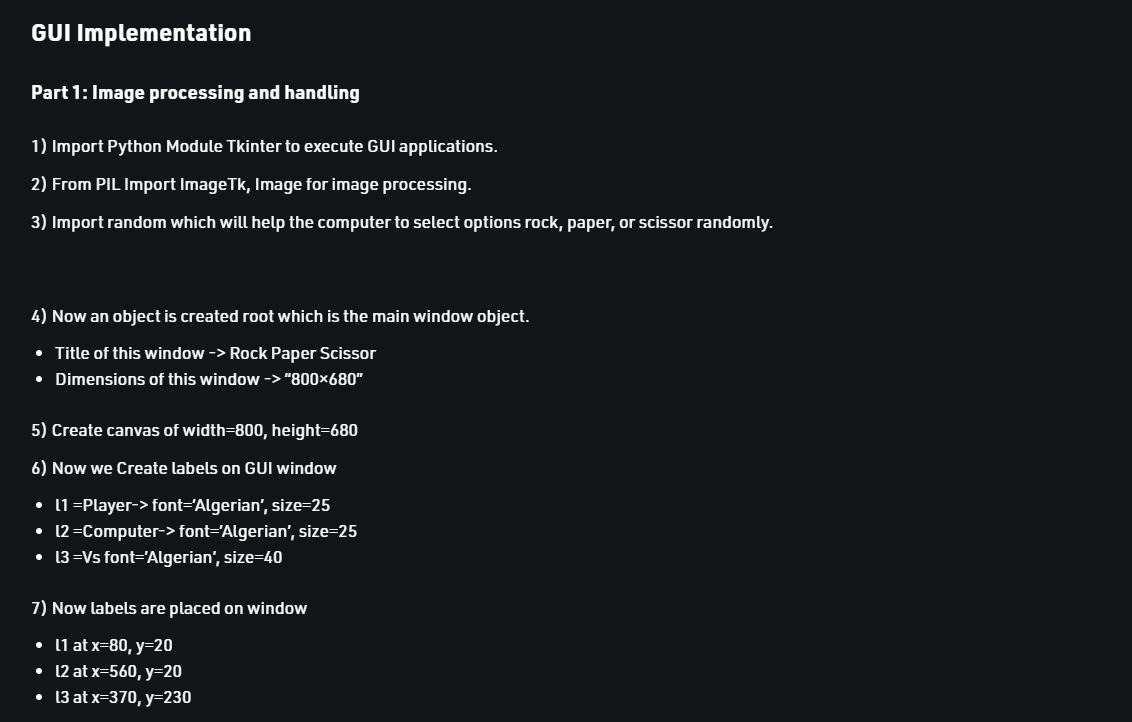 GUI Implementation
Part 1: Image processing and handling
1) Import Python Module Tkinter to execute GUI applications.
2) From PIL Import ImageTk, Image for image processing.
3) Import random which will help the computer to select options rock, paper, or scissor randomly.
4) Now an object is created root which is the main window object.
• Title of this window -> Rock Paper Scissor
• Dimensions of this window -> “800×680”
5) Create canvas of width=800, height=680
6) Now we Create labels on GUI window
• l1 =Player-> font=’Algerian’, size=25
• l2 =Computer-> font=’Algerian’, size=25
• l3 =Vs font=’Algerian’, size=40
7) Now labels are placed on window
• l1 at x=80, y=20
• l2 at x=560, y=20
• l3 at x=370, y=230